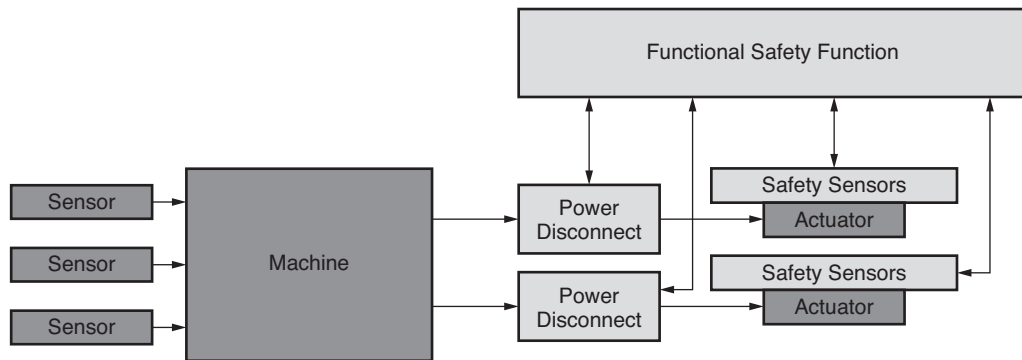 Functional Safety Function
Sensor
Sensor
Sensor
Machine
Power
Disconnect
Power
Disconnect
Safety Sensors
Actuator
Safety Sensors
Actuator